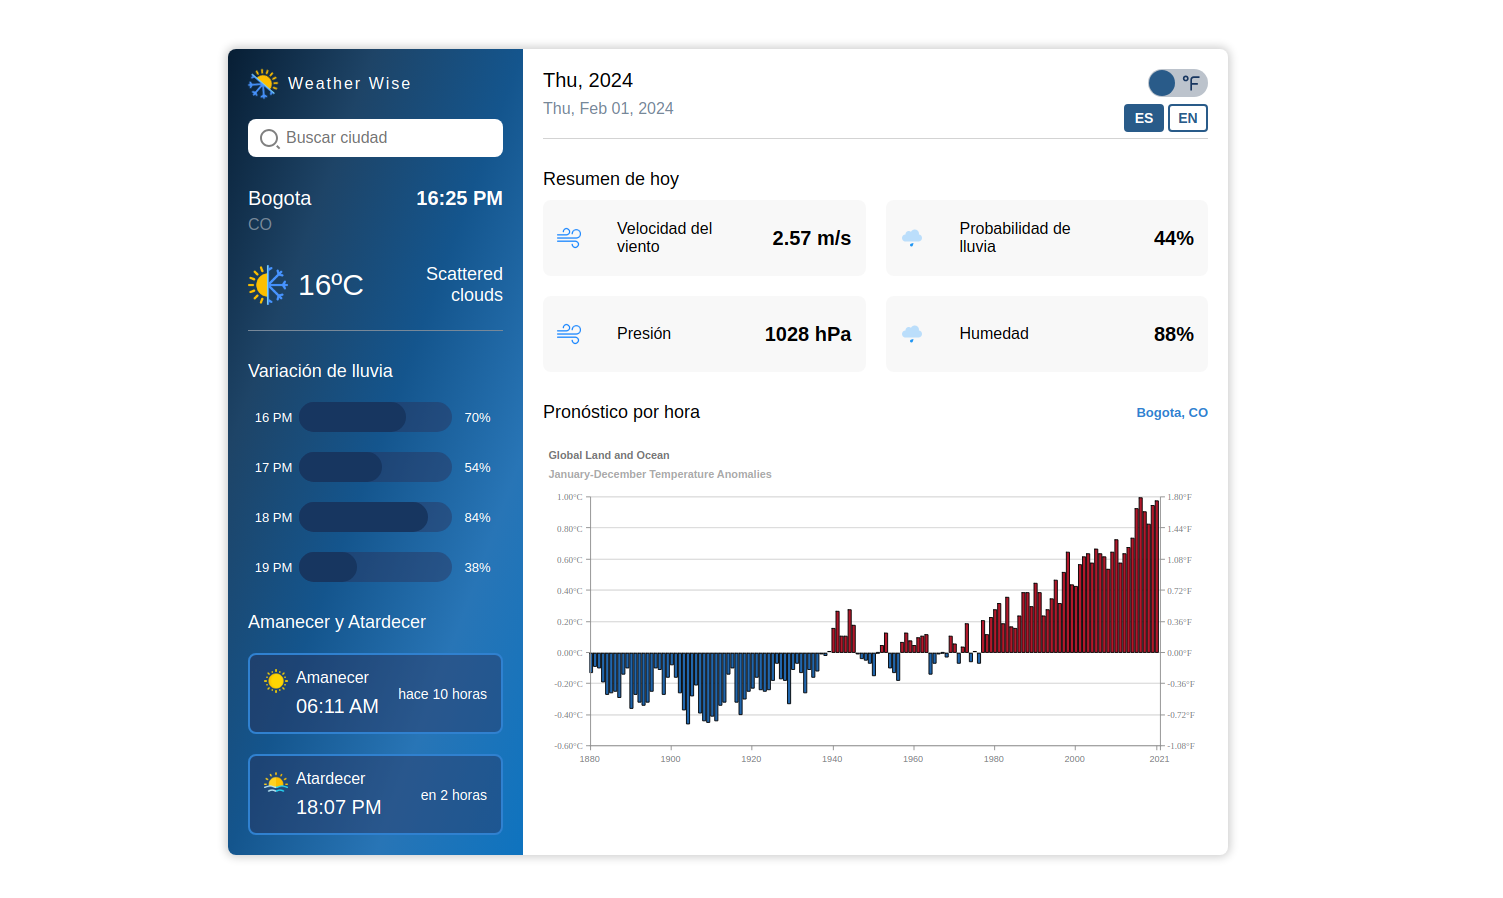 Weather Wise
Buscar ciudad
Bogota
16:25 PM
CO
16ºC
Scattered
clouds
Variación de lluvia
16 PM
70%
17 PM
54%
18 PM
84%
19 PM
38%
Amanecer y Atardecer
Amanecer
06:11 AM
hace 10 horas
Atardecer
18:07 PM
en 2 horas
Thu, 2024
Thu, Feb 01, 2024
°F
ES
EN
Resumen de hoy
Velocidad del
viento
2.57 m/s
Probabilidad de
lluvia
44%
Presión
1028 hPa
Humedad
88%
Pronóstico por hora
Bogota, CO
Global Land and Ocean
January-December Temperature Anomalies
1.00°C
1.80°F
0.80°C
1.44°F
0.60°C
1.08°F
0.40°C
0.72°F
0.20°C
0.36°F
0.00°C
0.00°F
-0.20°C
-0.36°F
-0.40°C
-0.72°F
-0.60°C
-1.08°F
1880
1900
1920
1940
1960
1980
2000
2021